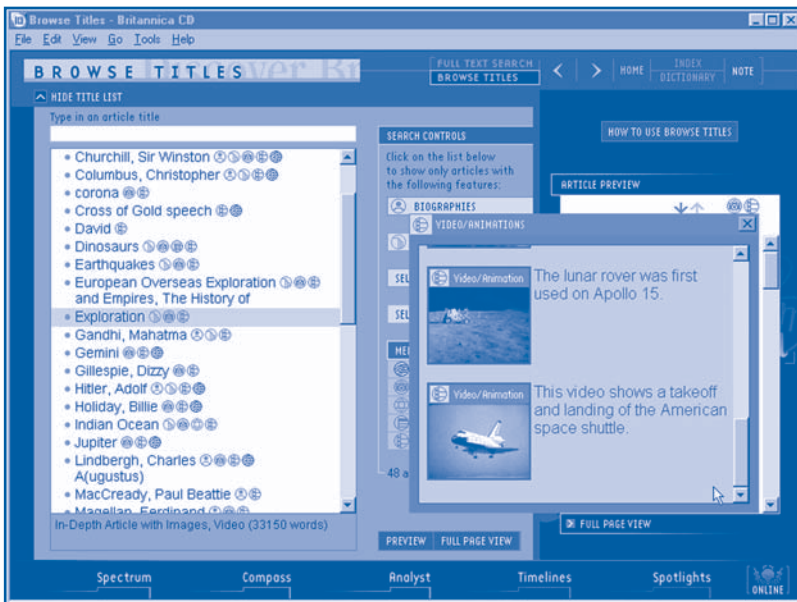 Browse Titles - Britannica CD
File Edit View Go Tools Help
BROWSE TITLES
Discover Br
FULL TEXT SEARCH
BROWSE TITLES
HOME
INDEX
DICTIONARY
NOTE
HIDE TITLE LIST
Type in an article title
Churchill, Sir Winston
Columbus, Christopher
corona
Cross of Gold speech
David
Dinosaurs
Earthquakes
European Overseas Exploration
and Empires, The History of
Exploration
Gandhi, Mahatma
Gemini
Gillespie, Dizzy
Hitler, Adolf
Holiday, Billie
Indian Ocean
Jupiter
Lindbergh, Charles
A(ugustus)
MacCready, Paul Beattie
Magellan, Ferdinand
In-Depth Article with Images, Video (33150 words)
SEARCH CONTROLS
Click on the list below
to show only articles with
the following features:
BIOGRAPHIES
SEL
SEL
48 a
PREVIEW FULL PAGE VIEW
HOW TO USE BROWSE TITLES
ARTICLE PREVIEW
VIDEO/ANIMATIONS
Video/Animation
The lunar rover was first
used on Apollo 15.
Video/Animation
This video shows a takeoff
and landing of the American
space shuttle.
FULL PAGE VIEW
Spectrum Compass Analyst Timelines Spotlights
ONLINE